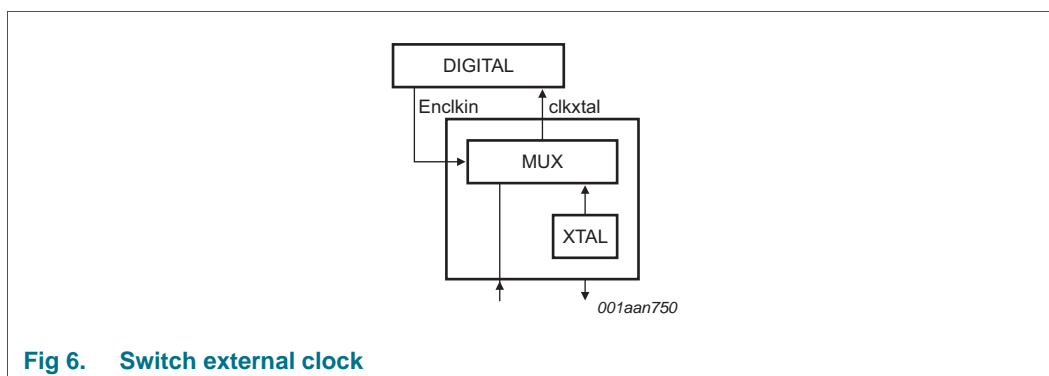 DIGITAL
Enclkin
clkxtal
MUX
XTAL
001aan750
Fig 6. Switch external clock